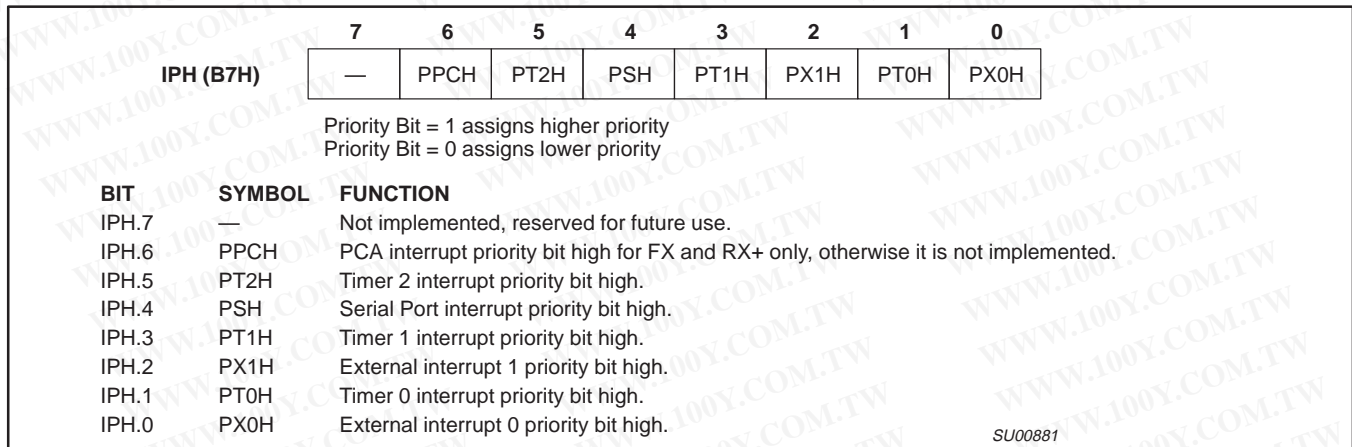 7 6 5 4 3 2 1 0
IPH (B7H) — PPCH PT2H PSH PT1H PX1H PT0H PX0H
Priority Bit = 1 assigns higher priority
Priority Bit = 0 assigns lower priority
BIT SYMBOL FUNCTION
IPH.7 — Not implemented, reserved for future use.
IPH.6 PPCH PCA interrupt priority bit high for FX and RX+ only, otherwise it is not implemented.
IPH.5 PT2H Timer 2 interrupt priority bit high.
IPH.4 PSH Serial Port interrupt priority bit high.
IPH.3 PT1H Timer 1 interrupt priority bit high.
IPH.2 PX1H External interrupt 1 priority bit high.
IPH.1 PT0H Timer 0 interrupt priority bit high.
IPH.0 PX0H External interrupt 0 priority bit high.
SU00881
WWW.100Y.COM.TW